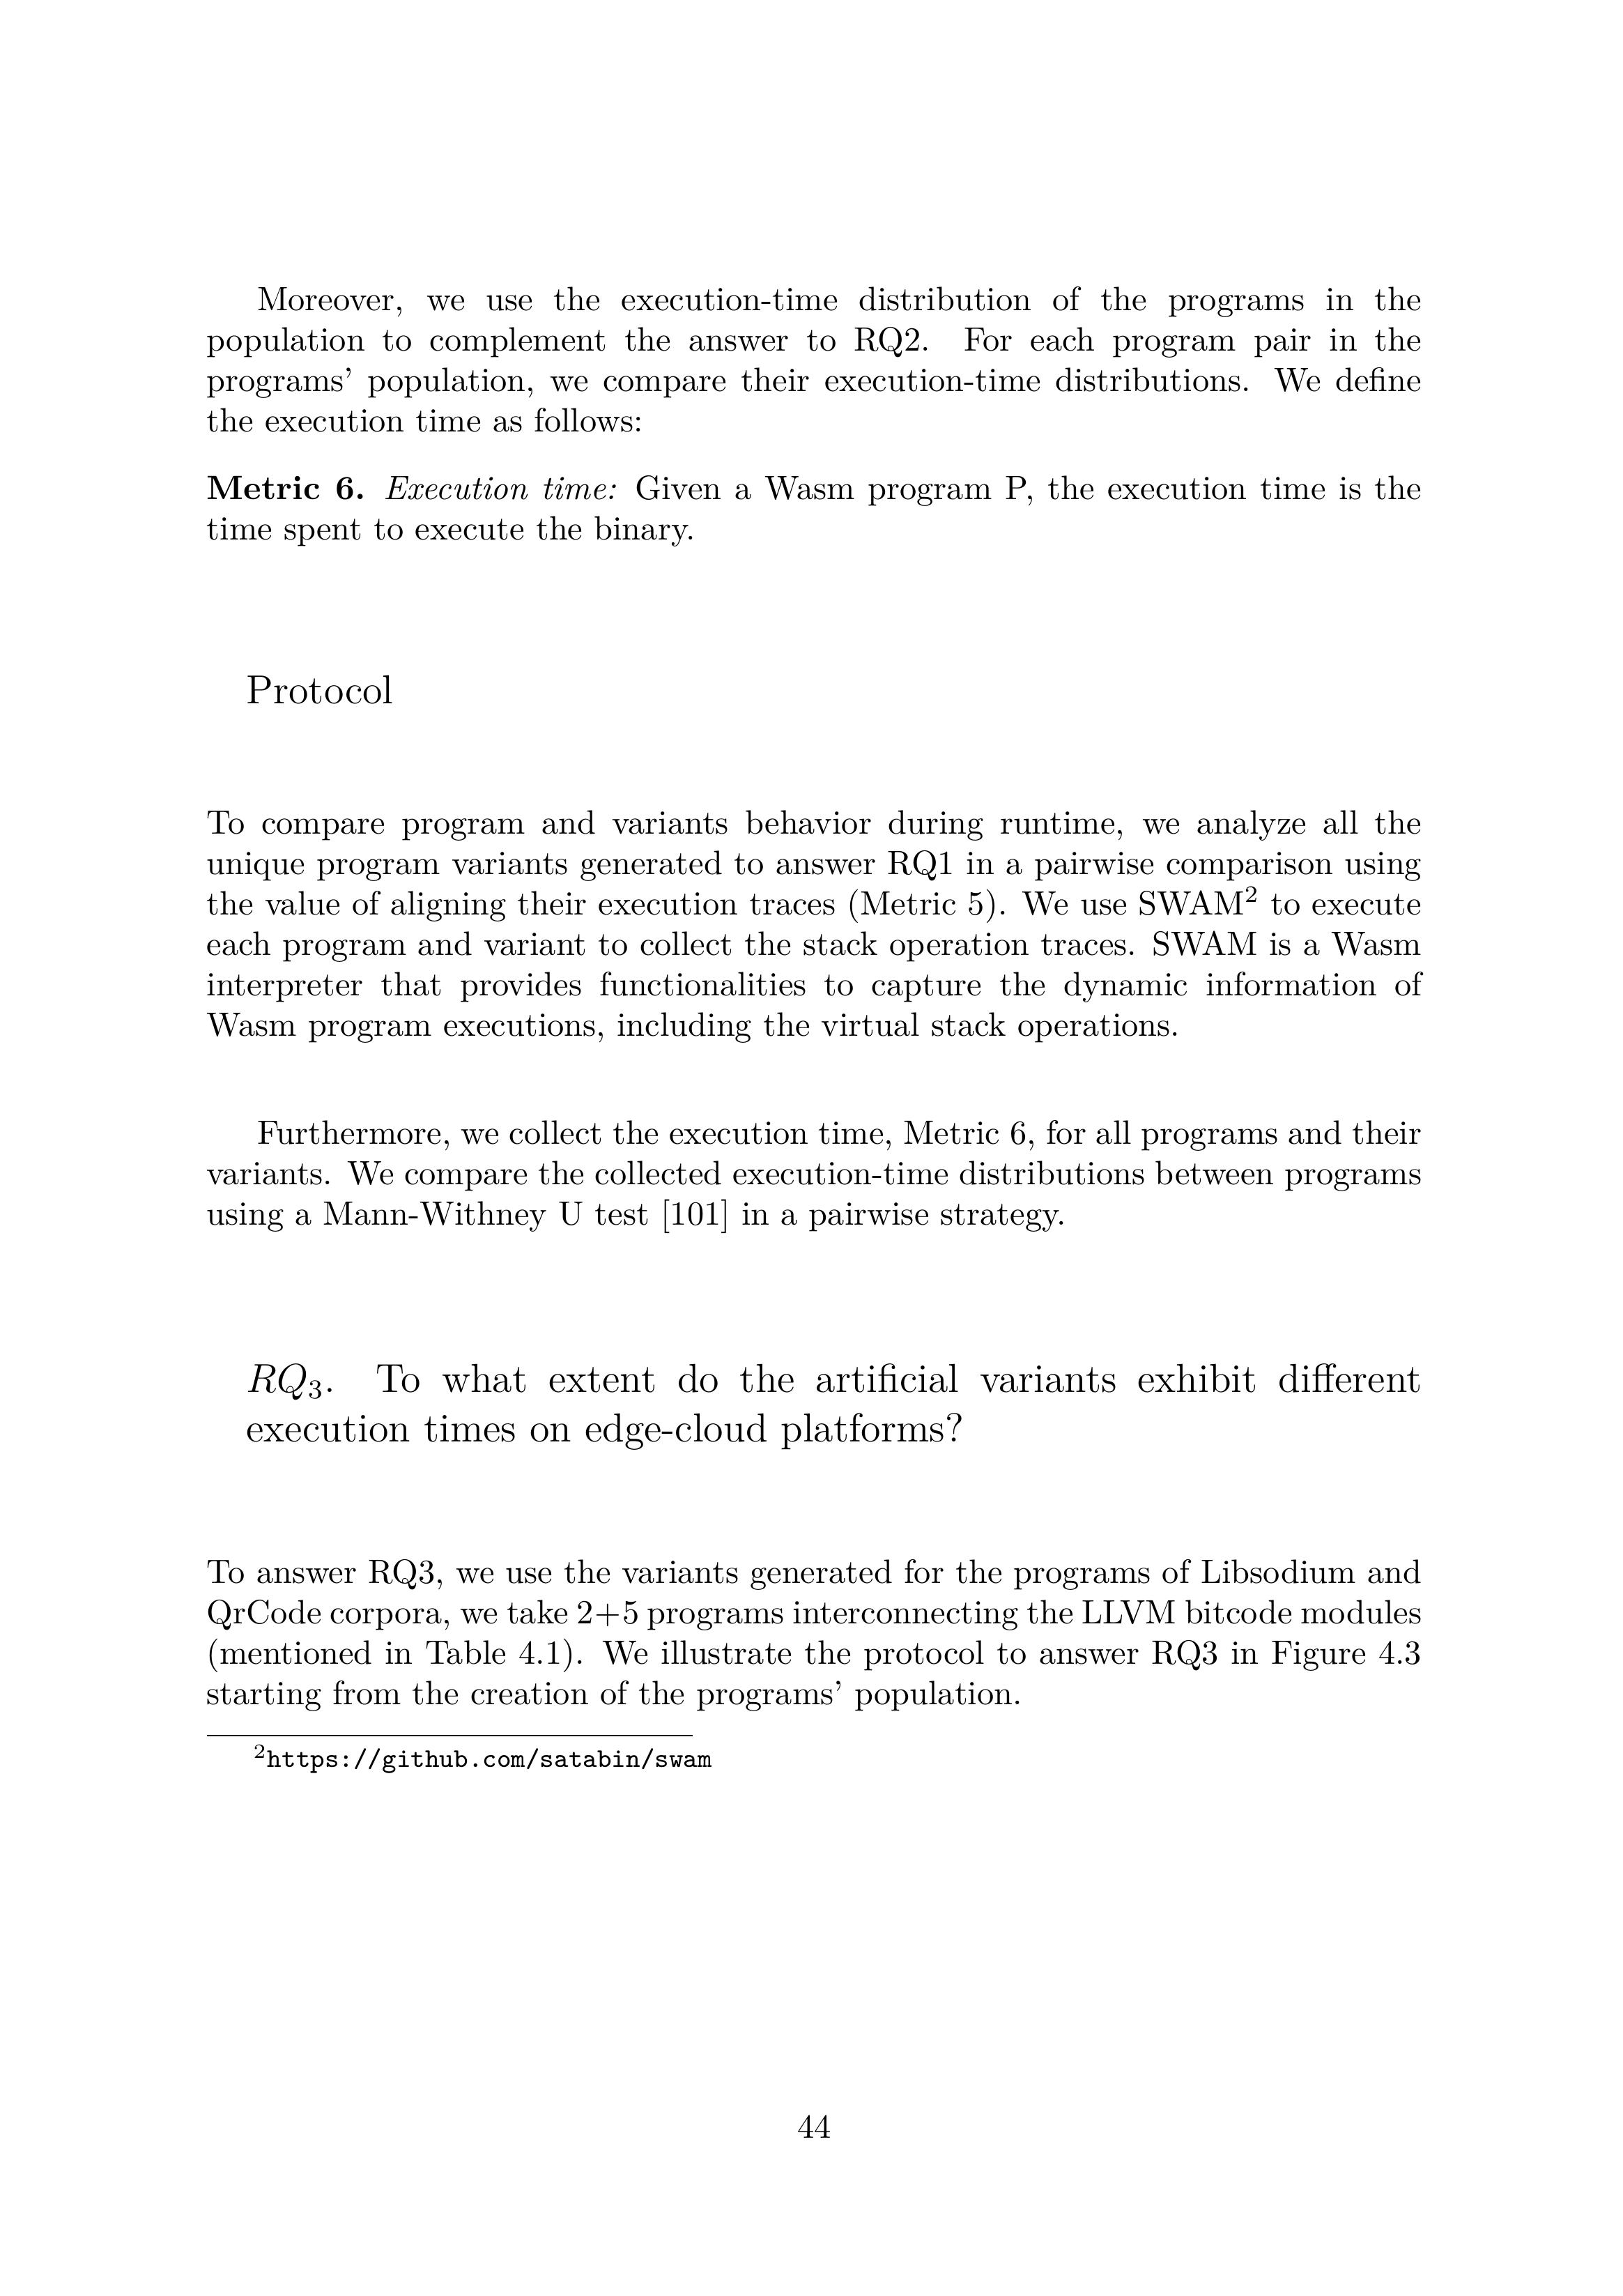 Moreover, we use the execution-time distribution of the programs in the
population to complement the answer to RQ2. For each program pair in the
programs' population, we compare their execution-time distributions. We define
the execution time as follows:
Metric 6. Execution time: Given a Wasm program P, the execution time is the
time spent to execute the binary.
Protocol
To compare program and variants behavior during runtime, we analyze all the
unique program variants generated to answer RQ1 in a pairwise comparison using
the value of aligning their execution traces (Metric 5). We use SWAM² to execute
each program and variant to collect the stack operation traces. SWAM is a Wasm
interpreter that provides functionalities to capture the dynamic information of
Wasm program executions, including the virtual stack operations.
Furthermore, we collect the execution time, Metric 6, for all programs and their
variants. We compare the collected execution-time distributions between programs
using a Mann-Withney U test [101] in a pairwise strategy.
RQ₃. To what extent do the artificial variants exhibit different
execution times on edge-cloud platforms?
To answer RQ3, we use the variants generated for the programs of Libsodium and
QrCode corpora, we take 2+5 programs interconnecting the LLVM bitcode modules
(mentioned in Table 4.1). We illustrate the protocol to answer RQ3 in Figure 4.3
starting from the creation of the programs' population.
²https://github.com/satabin/swam
44